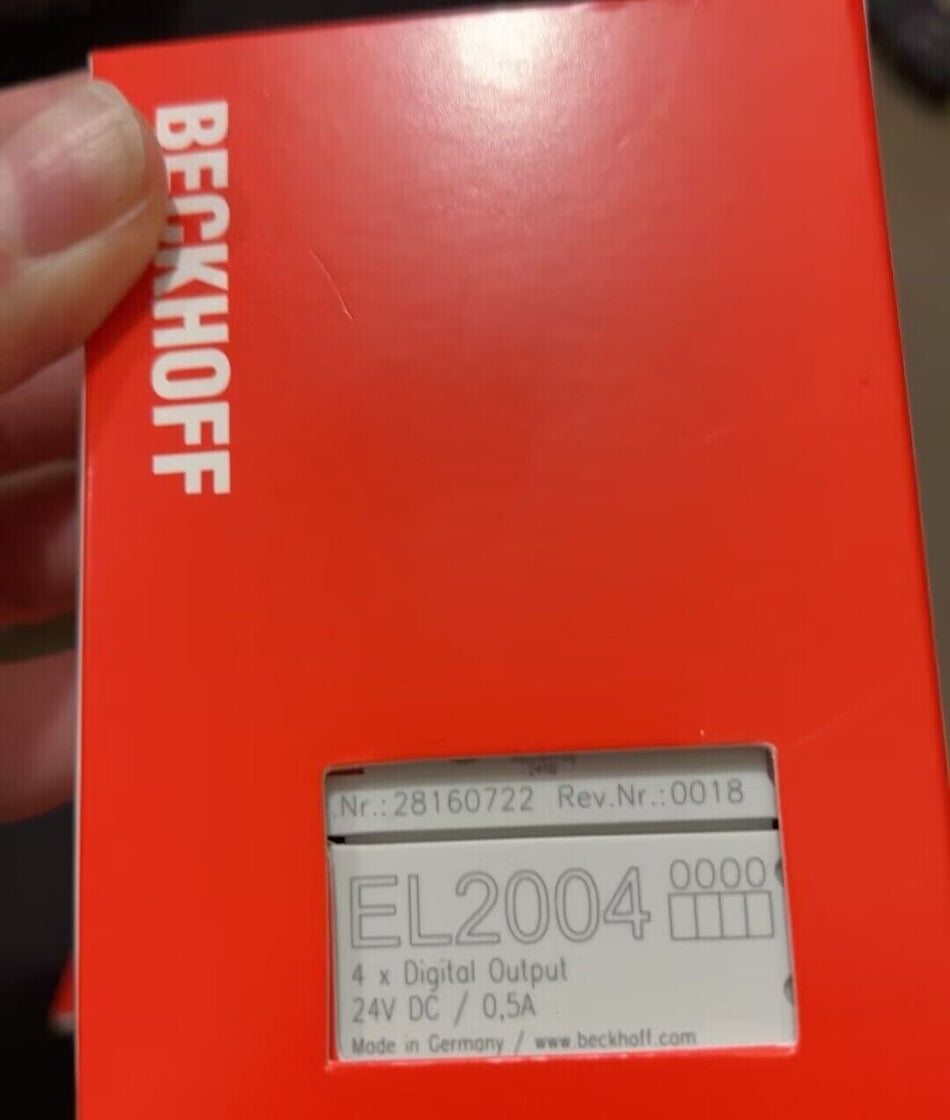 BECKHOFF
.Nr.:28160722 Rev.Nr.:0018
EL2004 0000
4 x Digital Output
24V DC / 0,5A
Made in Germany / www.beckhoff.com